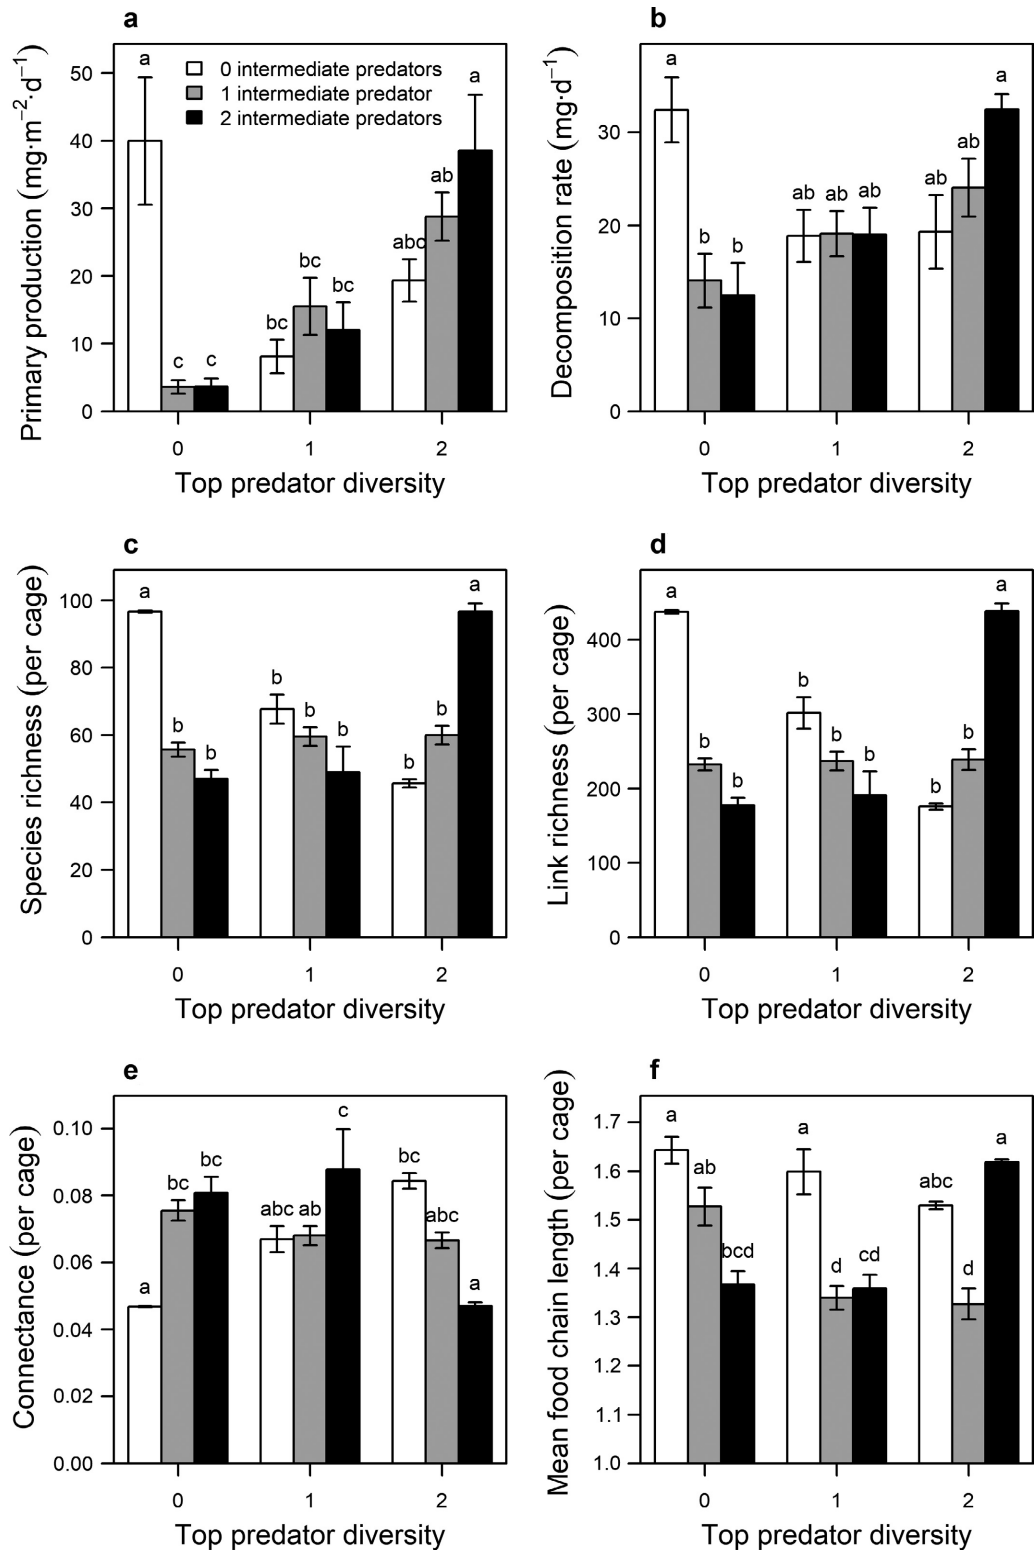 a
Primary production (mg·m−2·d−1)
0 intermediate predators
1 intermediate predator
2 intermediate predators
50
40
30
20
10
0
a
c
c
bc
bc
bc
abc
ab
a
0 1 2
Top predator diversity
b
Decomposition rate (mg·d−1)
30
20
10
0
a
b
b
ab
ab
ab
ab
ab
a
0 1 2
Top predator diversity
c
Species richness (per cage)
100
80
60
40
20
0
a
b
b
b
b
b
b
b
a
0 1 2
Top predator diversity
d
Link richness (per cage)
400
300
200
100
0
a
b
b
b
b
b
b
b
a
0 1 2
Top predator diversity
e
Connectance (per cage)
0.10
0.08
0.06
0.04
0.02
0.00
a
bc
bc
abc
ab
c
bc
abc
a
0 1 2
Top predator diversity
f
Mean food chain length (per cage)
1.7
1.6
1.5
1.4
1.3
1.2
1.1
1.0
a
ab
bcd
a
d
cd
abc
d
a
0 1 2
Top predator diversity